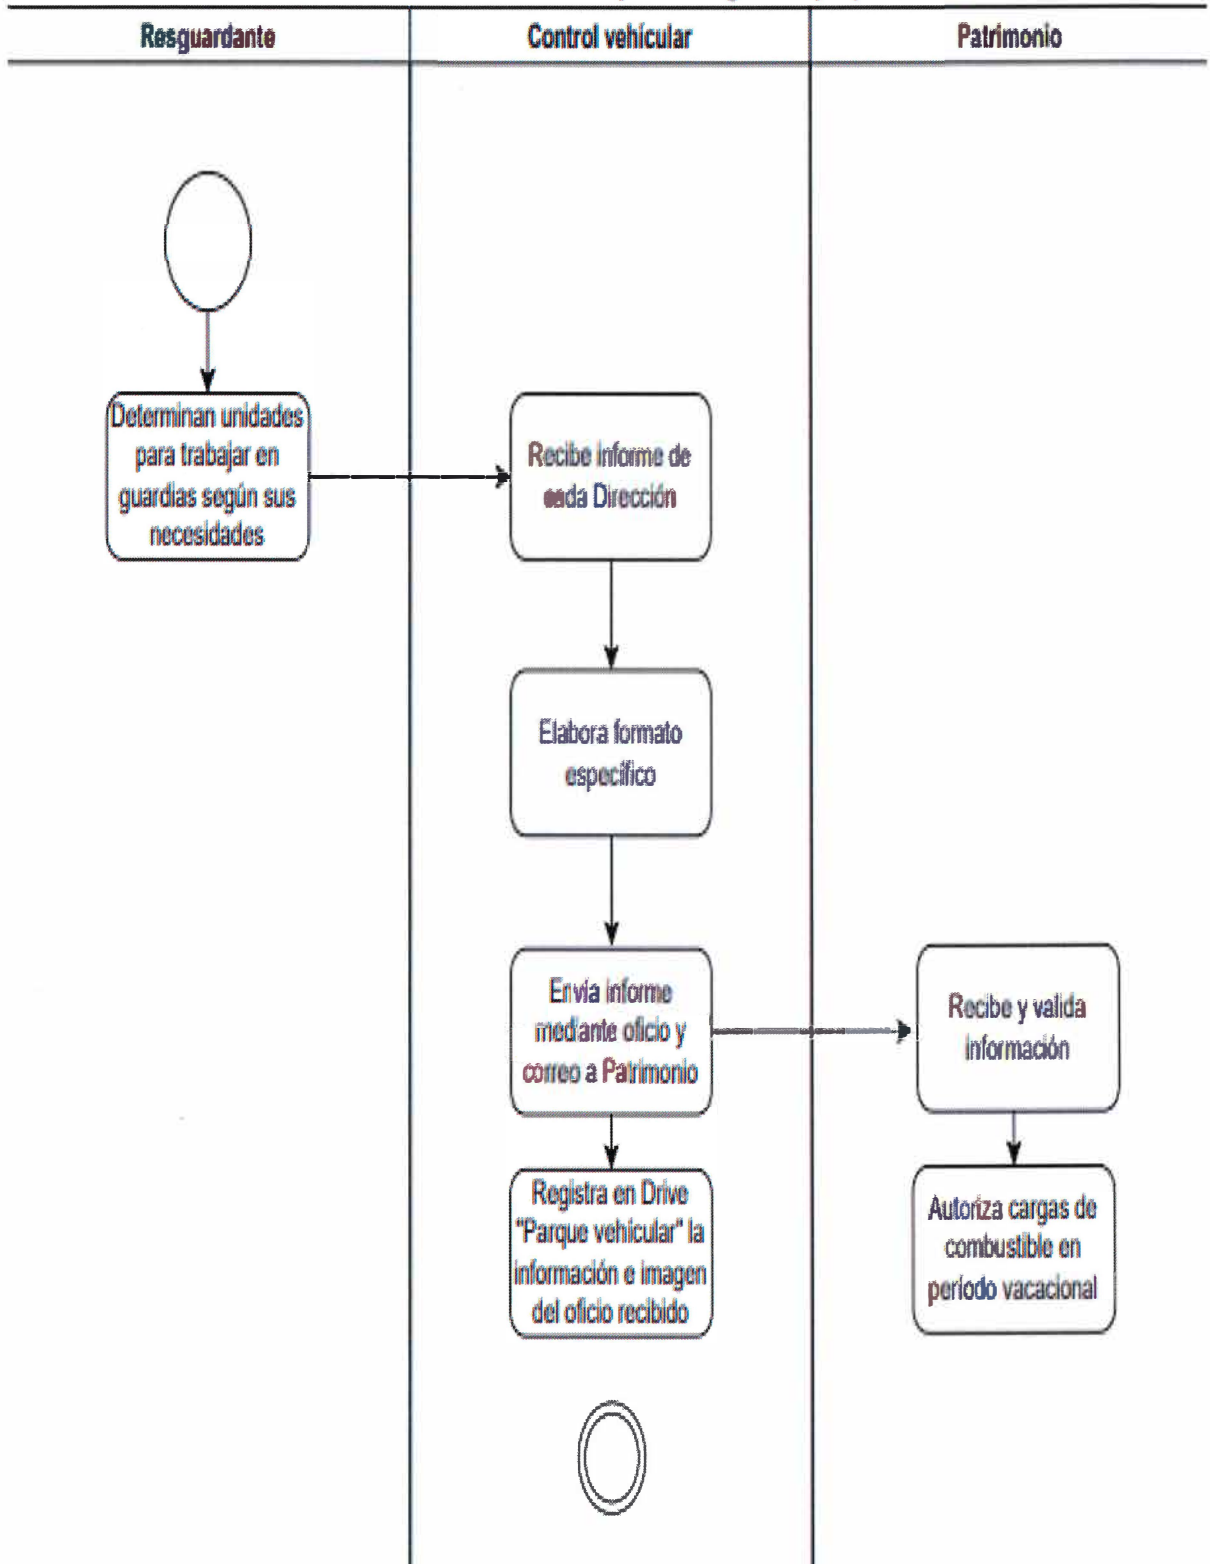 Resguardante
Control vehícular
Patrimonio
Determinan unidades
para trabajar en
guardias según sus
necesidades
Recibe informe de
cada Dirección
Elabora formato
específico
Envía informe
mediante oficio y
correo a Patrimonio
Recibe y valida
información
Registra en Drive
"Parque vehícular" la
información e imagen
del oficio recibido
Autoriza cargas de
combustible en
período vacacional